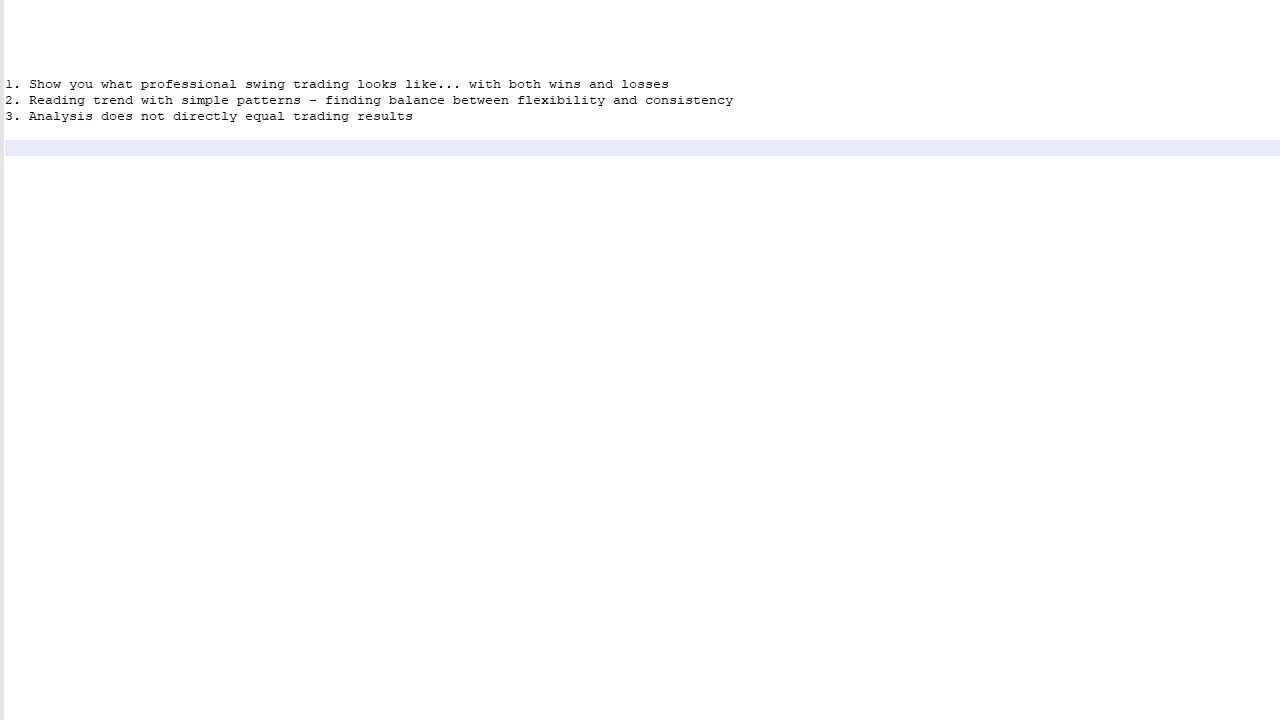 1. Show you what professional swing trading looks like... with both wins and losses
2. Reading trend with simple patterns - finding balance between flexibility and consistency
3. Analysis does not directly equal trading results